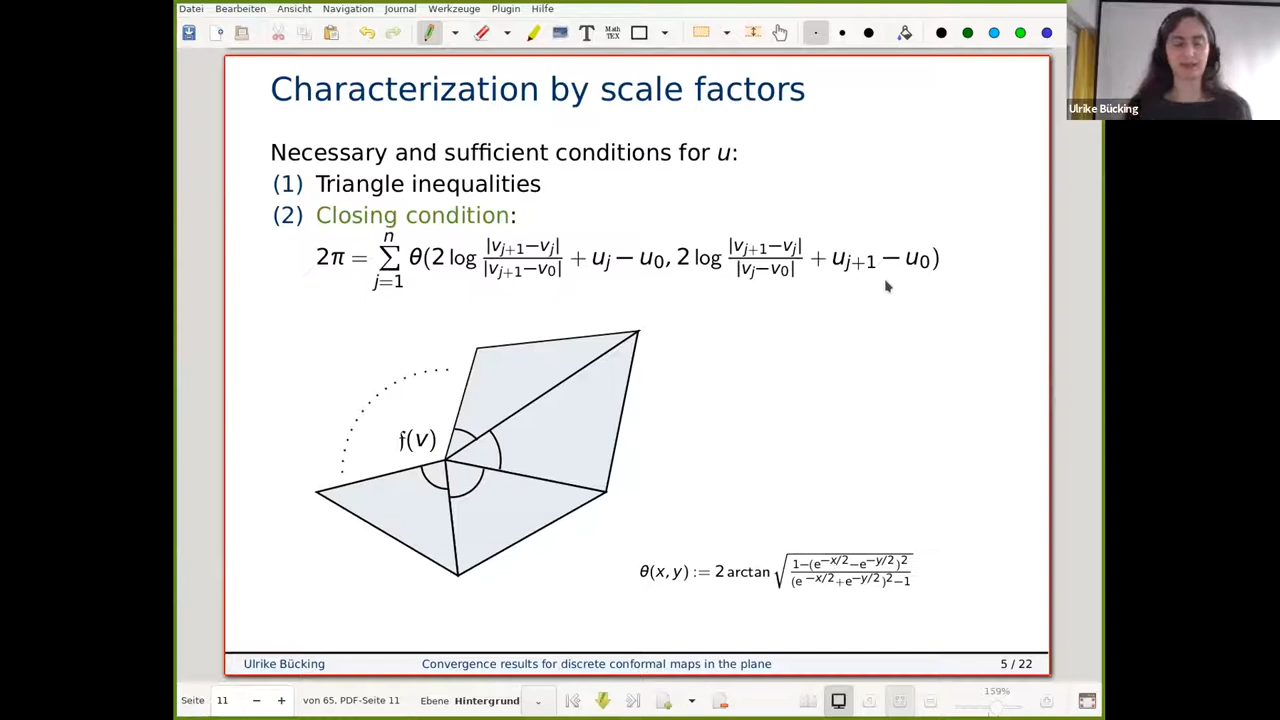 Datei Bearbeiten Ansicht Navigation Journal Werkzeuge Plugin Hilfe
T Math TEX
Ulrike Bücking
Characterization by scale factors
Necessary and sufficient conditions for u:
(1) Triangle inequalities
(2) Closing condition:
2π = ∑_{j=1}^{n} θ(2 log |v_{j+1}−v_j| / |v_{j+1}−v_0| + u_j − u_0, 2 log |v_{j+1}−v_j| / |v_j−v_0| + u_{j+1} − u_0)
f(v)
θ(x, y) := 2 arctan √( (1−(e^{−x/2}−e^{−y/2})^2) / ((e^{−x/2}+e^{−y/2})^2−1) )
Ulrike Bücking Convergence results for discrete conformal maps in the plane 5 / 22
Seite 11 von 65, PDF-Seite 11 Ebene Hintergrund 159%